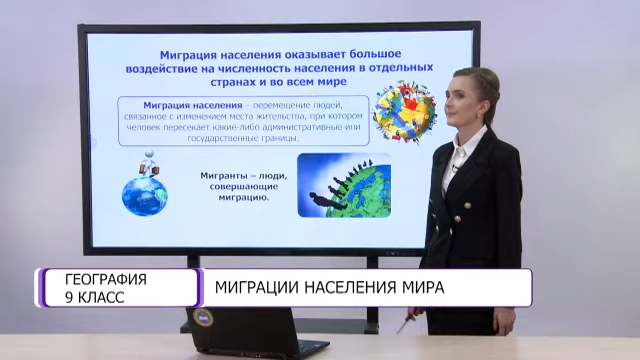 Миграция населения оказывает большое
воздействие на численность населения в отдельных
странах и во всем мире
Миграция населения – перемещение людей,
связанное с изменением места жительства, при котором
человек пересекает какие-либо административные или
государственные границы.
Мигранты – люди,
совершающие
миграцию.
ГЕОГРАФИЯ
9 КЛАСС
МИГРАЦИИ НАСЕЛЕНИЯ МИРА